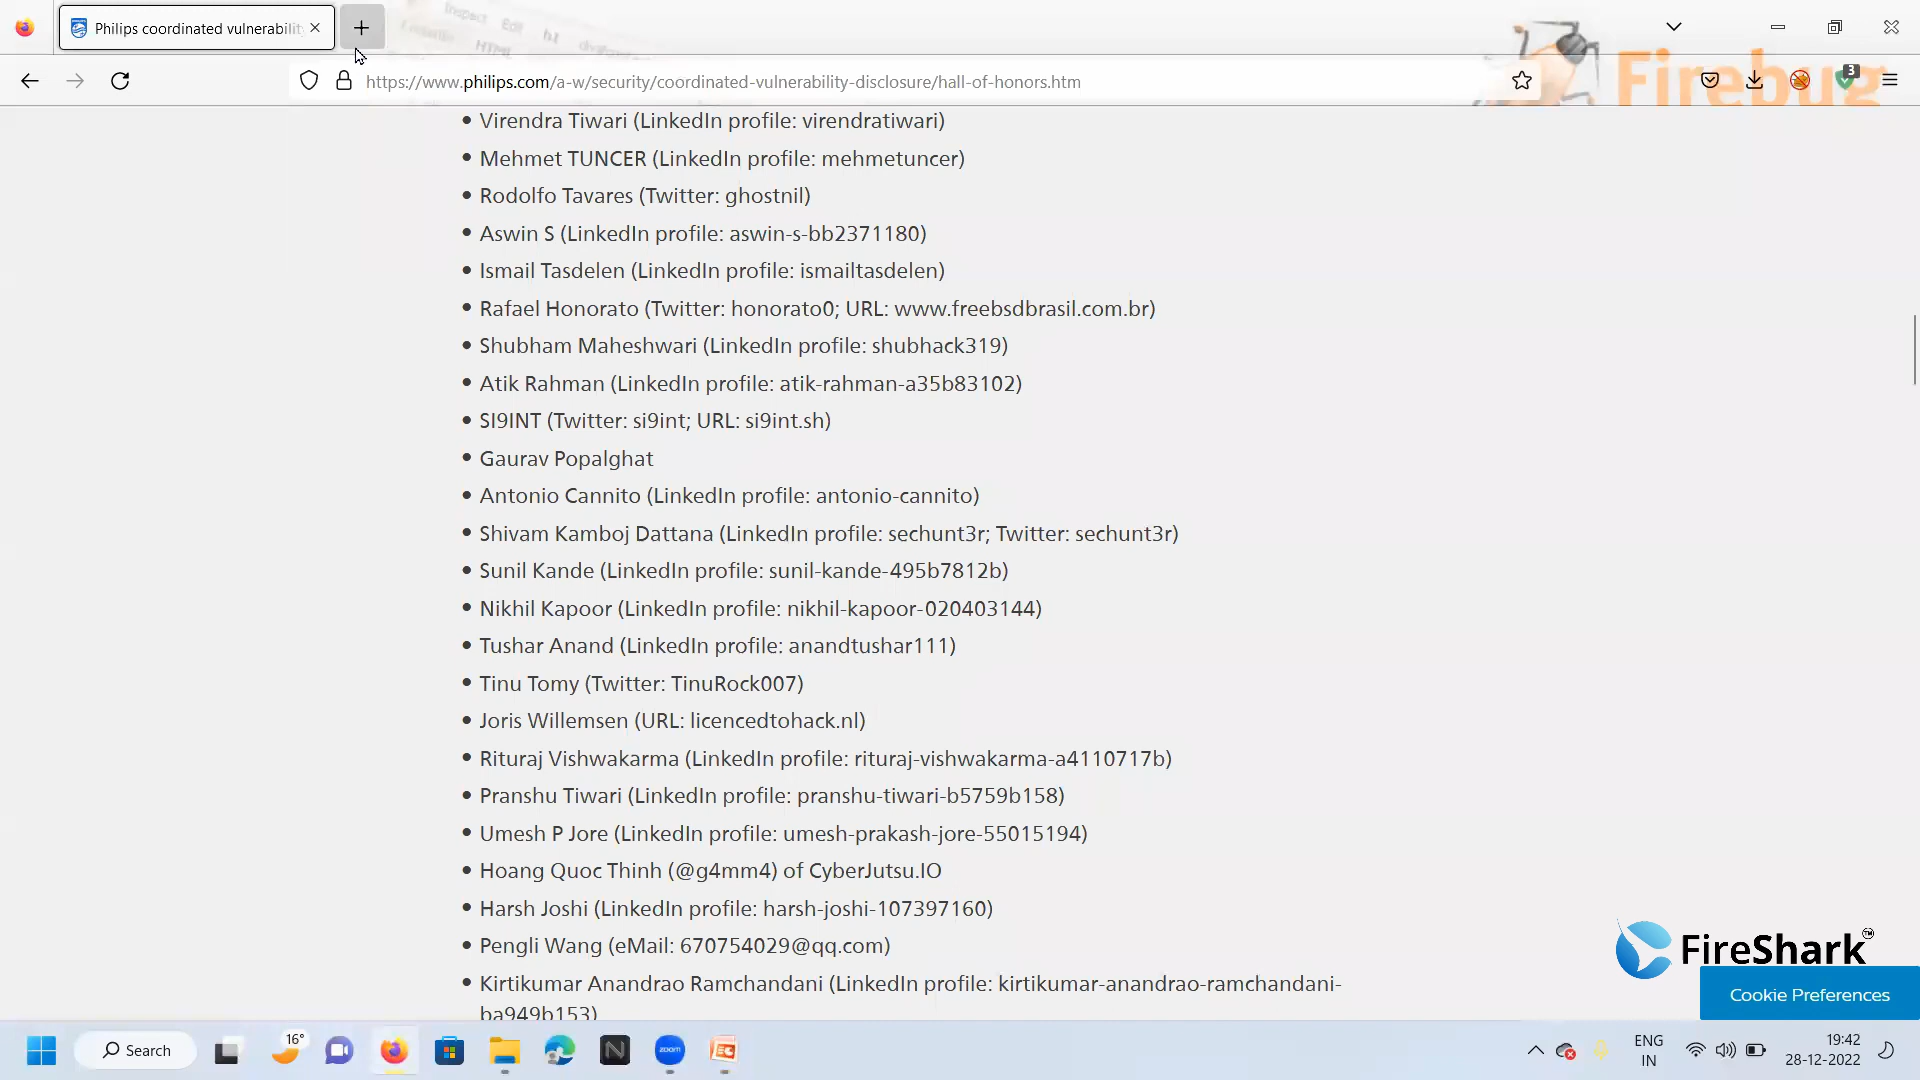 Philips coordinated vulnerabilit
Inspect Edit
Console HTML
h1
Firebug
https://www.philips.com/a-w/security/coordinated-vulnerability-disclosure/hall-of-honors.htm
3
• Virendra Tiwari (LinkedIn profile: virendratiwari)
• Mehmet TUNCER (LinkedIn profile: mehmetuncer)
• Rodolfo Tavares (Twitter: ghostnil)
• Aswin S (LinkedIn profile: aswin-s-bb2371180)
• Ismail Tasdelen (LinkedIn profile: ismailtasdelen)
• Rafael Honorato (Twitter: honorato0; URL: www.freebsdbrasil.com.br)
• Shubham Maheshwari (LinkedIn profile: shubhack319)
• Atik Rahman (LinkedIn profile: atik-rahman-a35b83102)
• SI9INT (Twitter: si9int; URL: si9int.sh)
• Gaurav Popalghat
• Antonio Cannito (LinkedIn profile: antonio-cannito)
• Shivam Kamboj Dattana (LinkedIn profile: sechunt3r; Twitter: sechunt3r)
• Sunil Kande (LinkedIn profile: sunil-kande-495b7812b)
• Nikhil Kapoor (LinkedIn profile: nikhil-kapoor-020403144)
• Tushar Anand (LinkedIn profile: anandtushar111)
• Tinu Tomy (Twitter: TinuRock007)
• Joris Willemsen (URL: licencedtohack.nl)
• Rituraj Vishwakarma (LinkedIn profile: rituraj-vishwakarma-a4110717b)
• Pranshu Tiwari (LinkedIn profile: pranshu-tiwari-b5759b158)
• Umesh P Jore (LinkedIn profile: umesh-prakash-jore-55015194)
• Hoang Quoc Thinh (@g4mm4) of CyberJutsu.IO
• Harsh Joshi (LinkedIn profile: harsh-joshi-107397160)
• Pengli Wang (eMail: 670754029@qq.com)
• Kirtikumar Anandrao Ramchandani (LinkedIn profile: kirtikumar-anandrao-ramchandani-
ba949b153)
FireShark™
Cookie Preferences
Search
16°
zoom
ENG
IN
19:42
28-12-2022